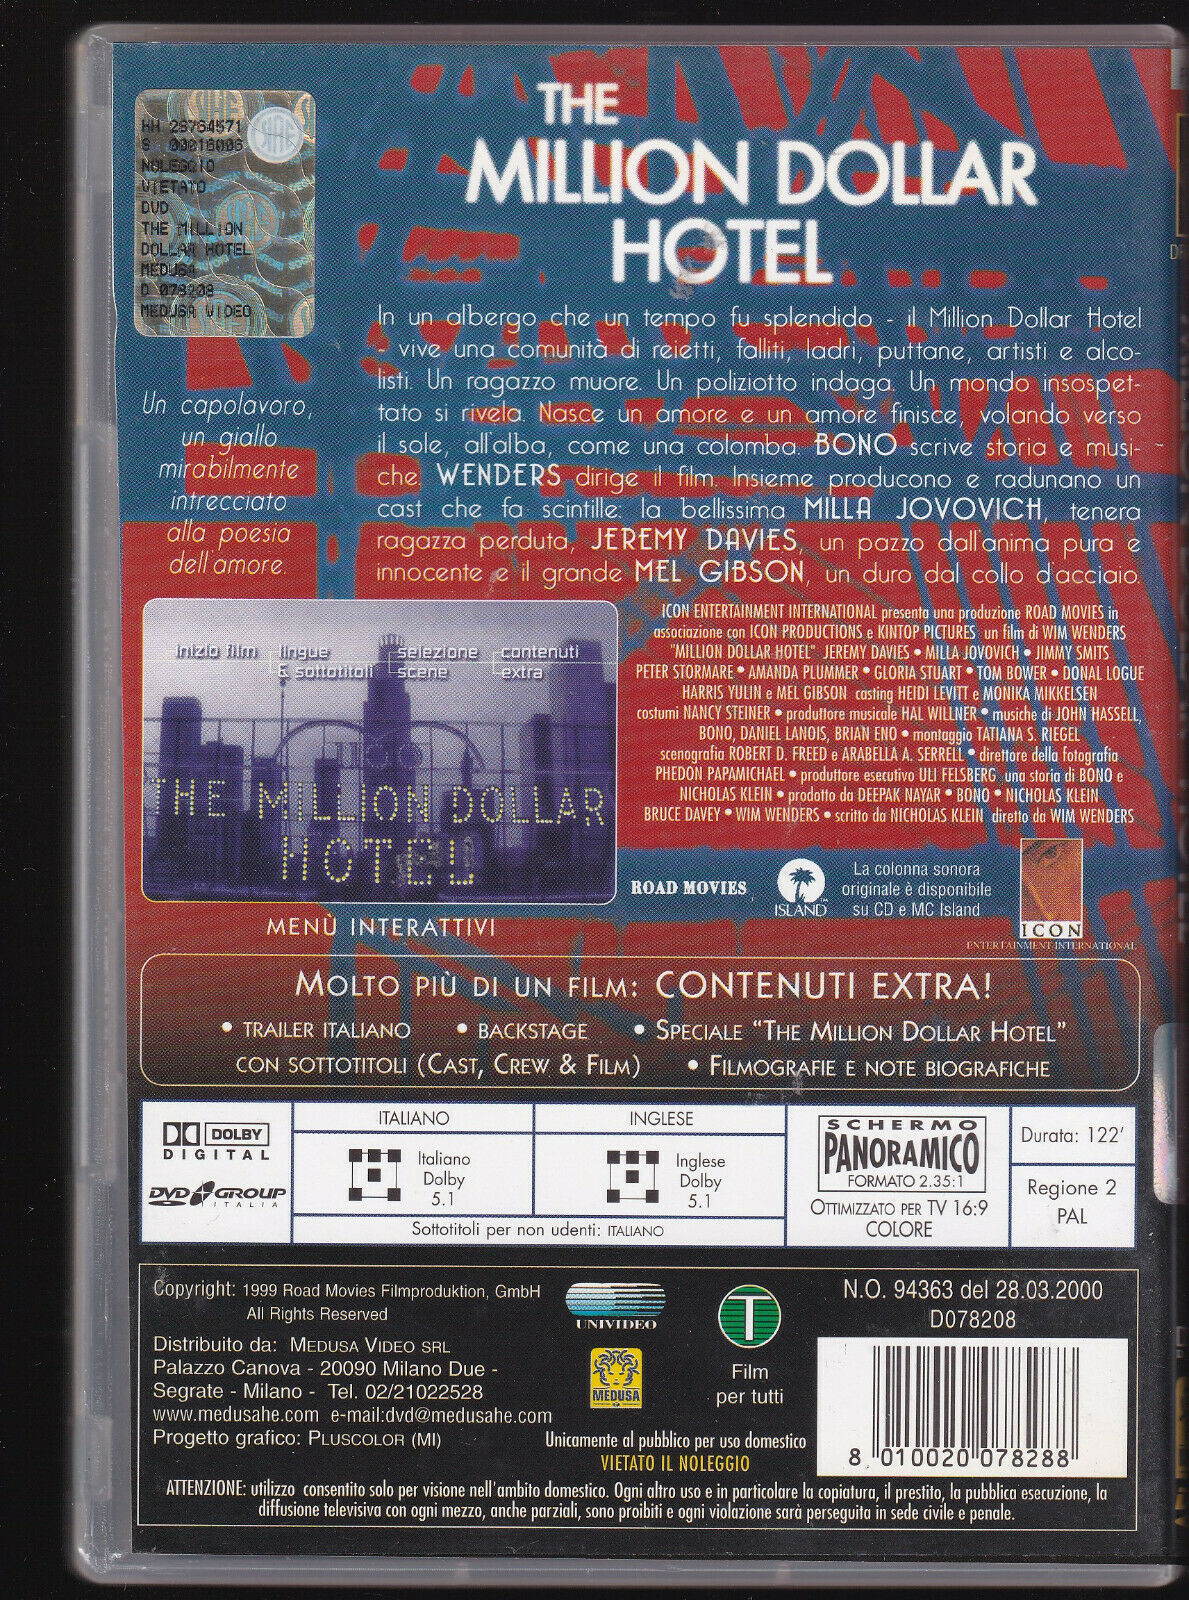 THE
MILLION DOLLAR
HOTEL
NOLEGGIO
VIETATO
DVD
THE MILLION
DOLLAR HOTEL
MEDUSA
D 078208
MEDUSA VIDEO
In un albergo che un tempo fu splendido - il Million Dollar Hotel
- vive una comunità di reietti, falliti, ladri, puttane, artisti e alco-
listi. Un ragazzo muore. Un poliziotto indaga. Un mondo insospet-
tato si rivela. Nasce un amore e un amore finisce, volando verso
il sole, all'alba, come una colomba. BONO scrive storia e musi-
che. WENDERS dirige il film. Insieme producono e radunano un
cast che fa scintille: la bellissima MILLA JOVOVICH, tenera
ragazza perduta, JEREMY DAVIES, un pazzo dall'anima pura e
innocente e il grande MEL GIBSON, un duro dal collo d'acciaio.
Un capolavoro,
un giallo
mirabilmente
intrecciato
alla poesia
dell'amore.
inizio film
lingue
& sottotitoli
selezione
scene
contenuti
extra
THE MILLION DOLLAR
HOTEL
MENÙ INTERATTIVI
ICON ENTERTAINMENT INTERNATIONAL presenta una produzione ROAD MOVIES in
associazione con ICON PRODUCTIONS e KINTOP PICTURES un film di WIM WENDERS
"MILLION DOLLAR HOTEL" JEREMY DAVIES • MILLA JOVOVICH • JIMMY SMITS
PETER STORMARE • AMANDA PLUMMER • GLORIA STUART • TOM BOWER • DONAL LOGUE
HARRIS YULIN e MEL GIBSON casting HEIDI LEVITT e MONIKA MIKKELSEN
costumi NANCY STEINER • produttore musicale HAL WILLNER • musiche di JOHN HASSELL,
BONO, DANIEL LANOIS, BRIAN ENO • montaggio TATIANA S. RIEGEL
scenografia ROBERT D. FREED e ARABELLA A. SERRELL • direttore della fotografia
PHEDON PAPAMICHAEL • produttore esecutivo ULI FELSBERG una storia di BONO e
NICHOLAS KLEIN • prodotto da DEEPAK NAYAR • BONO • NICHOLAS KLEIN
BRUCE DAVEY • WIM WENDERS • scritto da NICHOLAS KLEIN diretto da WIM WENDERS
ROAD MOVIES
ISLAND™
La colonna sonora
originale è disponibile
su CD e MC Island
ICON
ENTERTAINMENT INTERNATIONAL
MOLTO PIÙ DI UN FILM: CONTENUTI EXTRA!
• TRAILER ITALIANO • BACKSTAGE • SPECIALE "THE MILLION DOLLAR HOTEL"
CON SOTTOTITOLI (CAST, CREW & FILM) • FILMOGRAFIE E NOTE BIOGRAFICHE
DOLBY
DIGITAL
DVD GROUP
ITALIA
ITALIANO
Italiano
Dolby
5.1
INGLESE
Inglese
Dolby
5.1
Sottotitoli per non udenti: ITALIANO
SCHERMO
PANORAMICO
FORMATO 2.35:1
OTTIMIZZATO PER TV 16:9
COLORE
Durata: 122'
Regione 2
PAL
Copyright: 1999 Road Movies Filmproduktion, GmbH
All Rights Reserved
Distribuito da: MEDUSA VIDEO SRL
Palazzo Canova - 20090 Milano Due -
Segrate - Milano - Tel. 02/21022528
www.medusahe.com e-mail:dvd@medusahe.com
Progetto grafico: PLUSCOLOR (MI)
UNIVIDEO
MEDUSA
T
Film
per tutti
Unicamente al pubblico per uso domestico
VIETATO IL NOLEGGIO
N.O. 94363 del 28.03.2000
D078208
8 010020 078288
ATTENZIONE: utilizzo consentito solo per visione nell'ambito domestico. Ogni altro uso e in particolare la copiatura, il prestito, la pubblica esecuzione, la
diffusione televisiva con ogni mezzo, anche parziali, sono proibiti e ogni violazione sarà perseguita in sede civile e penale.